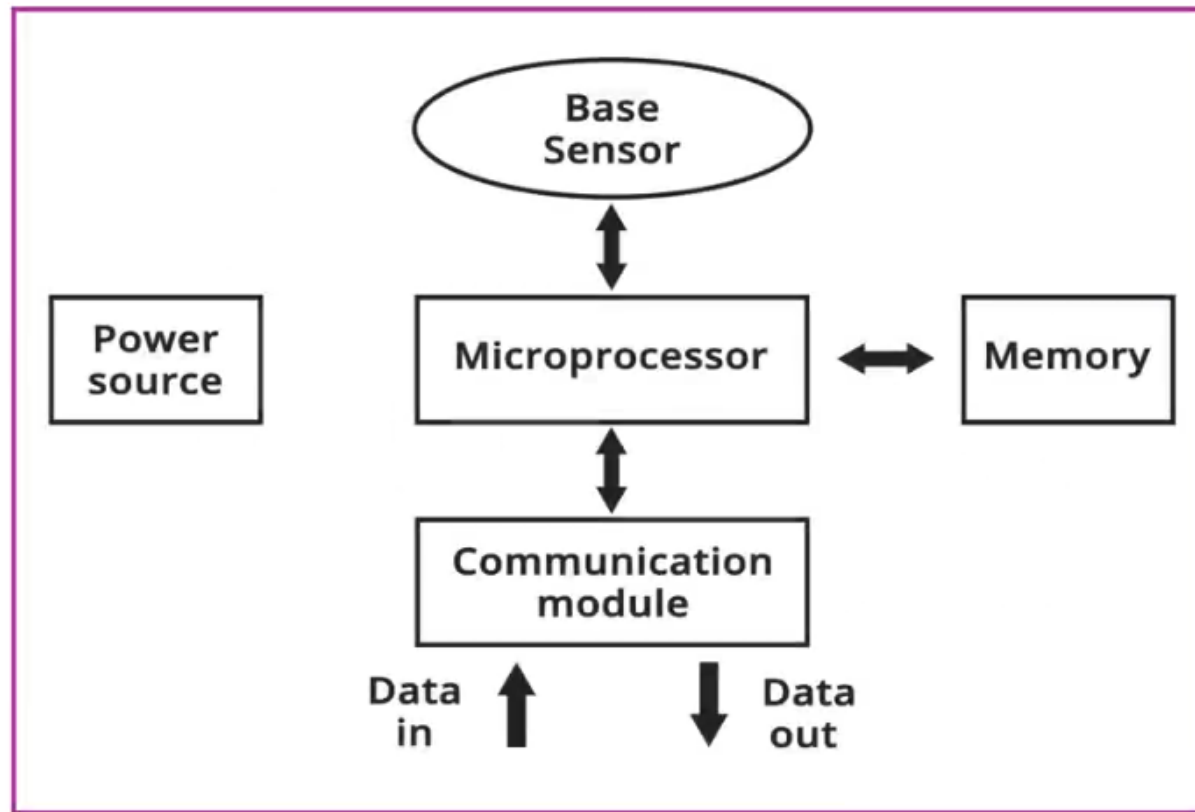 Base
Sensor
Power
source
Microprocessor
Memory
Communication
module
Data
in
Data
out